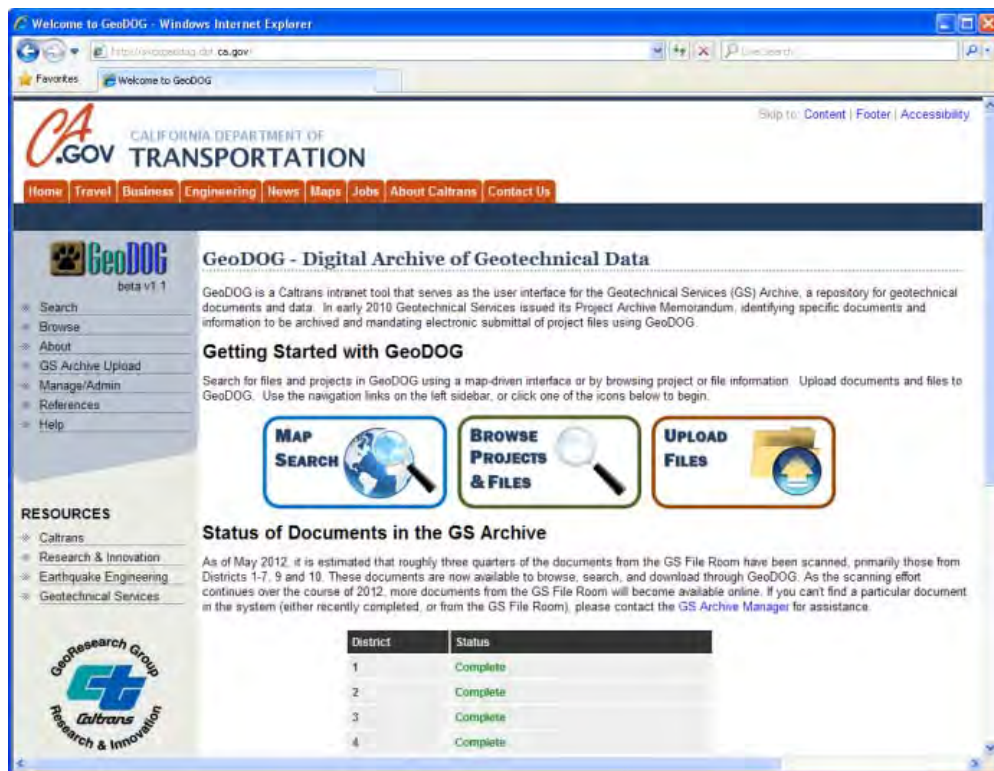 Welcome to GeoDOG - Windows Internet Explorer
ca.gov
Favorites
Welcome to GeoDOG
Skip to: Content | Footer | Accessibility
CA
.GOV
CALIFORNIA DEPARTMENT OF
TRANSPORTATION
Home Travel Business Engineering News Maps Jobs About Caltrans Contact Us
GeoDOG
beta v1.1
Search
Browse
About
GS Archive Upload
Manage/Admin
References
Help
RESOURCES
Caltrans
Research & Innovation
Earthquake Engineering
Geotechnical Services
GeoResearch Group
Caltrans
Research & Innovation
GeoDOG - Digital Archive of Geotechnical Data
GeoDOG is a Caltrans intranet tool that serves as the user interface for the Geotechnical Services (GS) Archive, a repository for geotechnical
documents and data. In early 2010 Geotechnical Services issued its Project Archive Memorandum, identifying specific documents and
information to be archived and mandating electronic submittal of project files using GeoDOG.
Getting Started with GeoDOG
Search for files and projects in GeoDOG using a map-driven interface or by browsing project or file information. Upload documents and files to
GeoDOG. Use the navigation links on the left sidebar, or click one of the icons below to begin.
MAP
SEARCH
BROWSE
PROJECTS
& FILES
UPLOAD
FILES
Status of Documents in the GS Archive
As of May 2012, it is estimated that roughly three quarters of the documents from the GS File Room have been scanned, primarily those from
Districts 1-7, 9 and 10. These documents are now available to browse, search, and download through GeoDOG. As the scanning effort
continues over the course of 2012, more documents from the GS File Room will become available online. If you can't find a particular document
in the system (either recently completed, or from the GS File Room), please contact the GS Archive Manager for assistance.
District Status
1 Complete
2 Complete
3 Complete
4 Complete